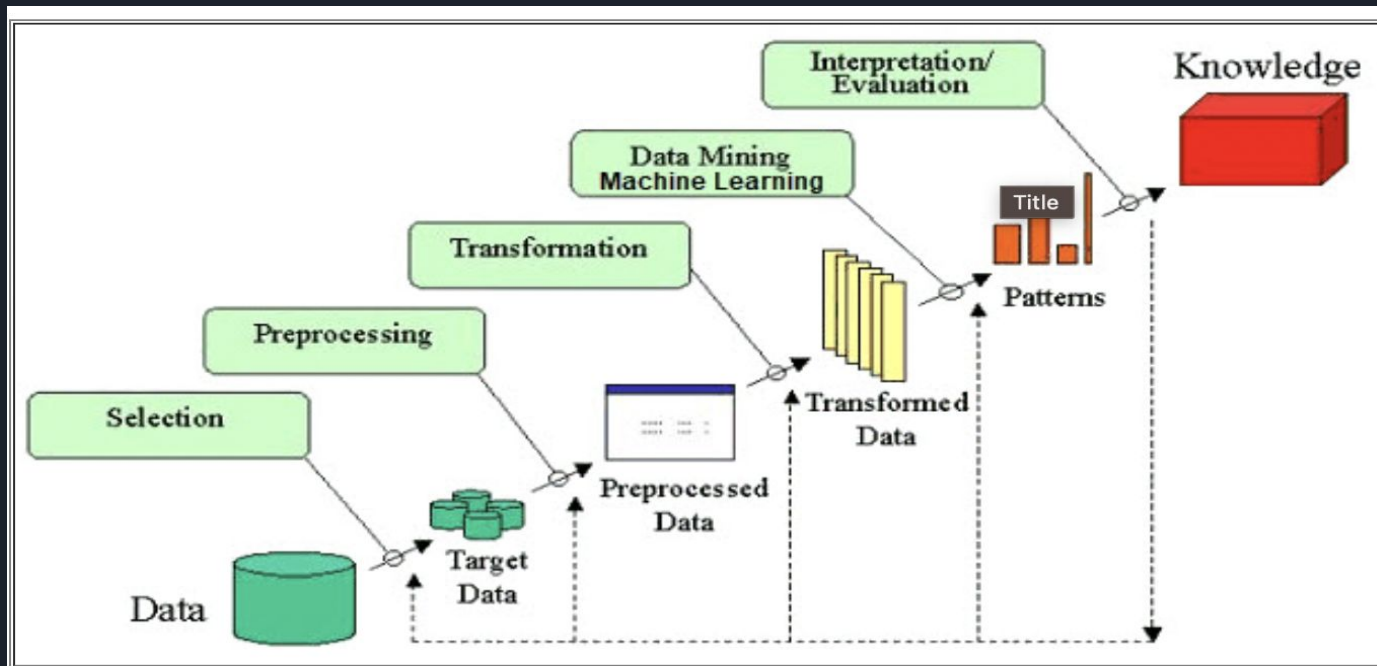 Interpretation/
Evaluation
Knowledge
Data Mining
Machine Learning
Title
Transformation
Patterns
Preprocessing
Transformed
Data
Selection
Preprocessed
Data
Target
Data
Data